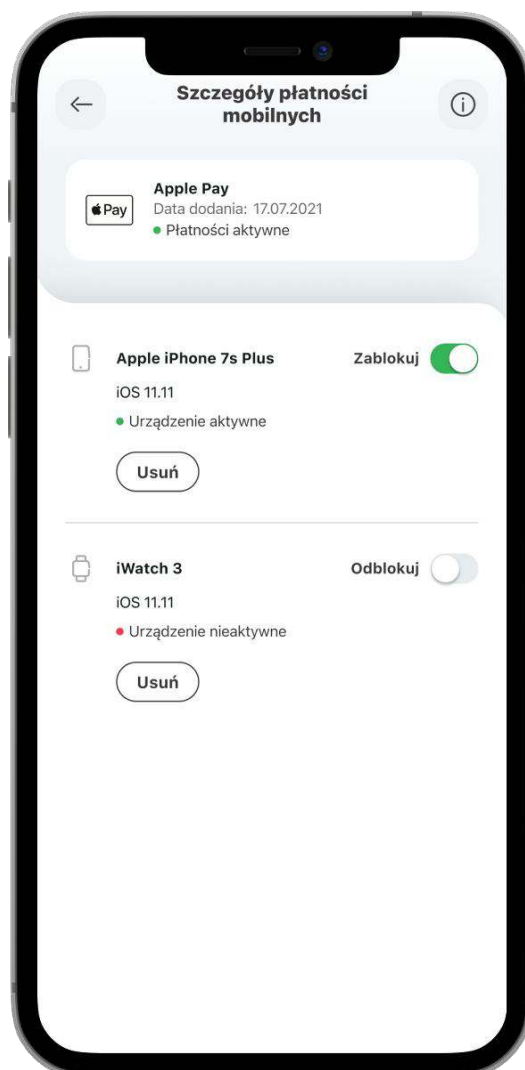 Szczegóły płatności
mobilnych
Apple Pay
Pay
Data dodania: 17.07.2021
Płatności aktywne
Apple iPhone 7s Plus
Zablokuj
iOS 11.11
Urządzenie aktywne
Usuń
iWatch 3
Odblokuj
iOS 11.11
Urządzenie nieaktywne
Usuń